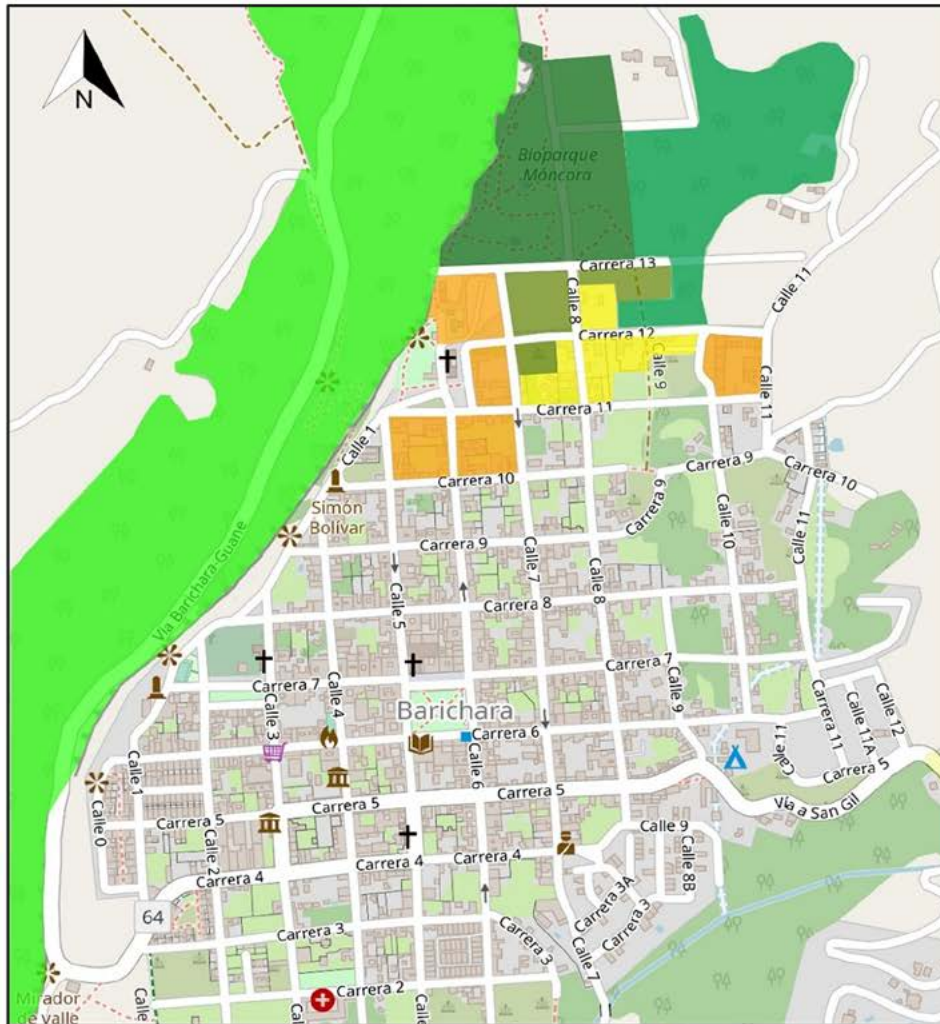 N
Bioparque
Móncora
Carrera 13
Calle 11
Calle 8
Carrera 12
Calle 9
Calle 11
Carrera 11
Calle 1
Carrera 10
Carrera 9
Carrera 10
Simón
Bolívar
Carrera 6
Calle 10
Calle 11
Carrera 9
Calle 7
Calle 8
Vía Barichara-Guane
Calle 5
Carrera 8
Carrera 7
Carrera 7
Calle 3
Calle 4
Calle 9
Barichara
Carrera 6
Calle 6
Calle 11
Carrera 11
Calle 11A
Calle 12
Calle 1
Carrera 5
Carrera 5
Carrera 5
Carrera 5
Vía a San Gil
Calle 0
Calle 2
Calle 9
Calle 8B
Carrera 4
Carrera 4
Carrera 4
Carrera 3A
Carrera 3
64
Carrera 3
Carrera 3
Calle 7
Mirador
de valle
Calle
Carrera 2